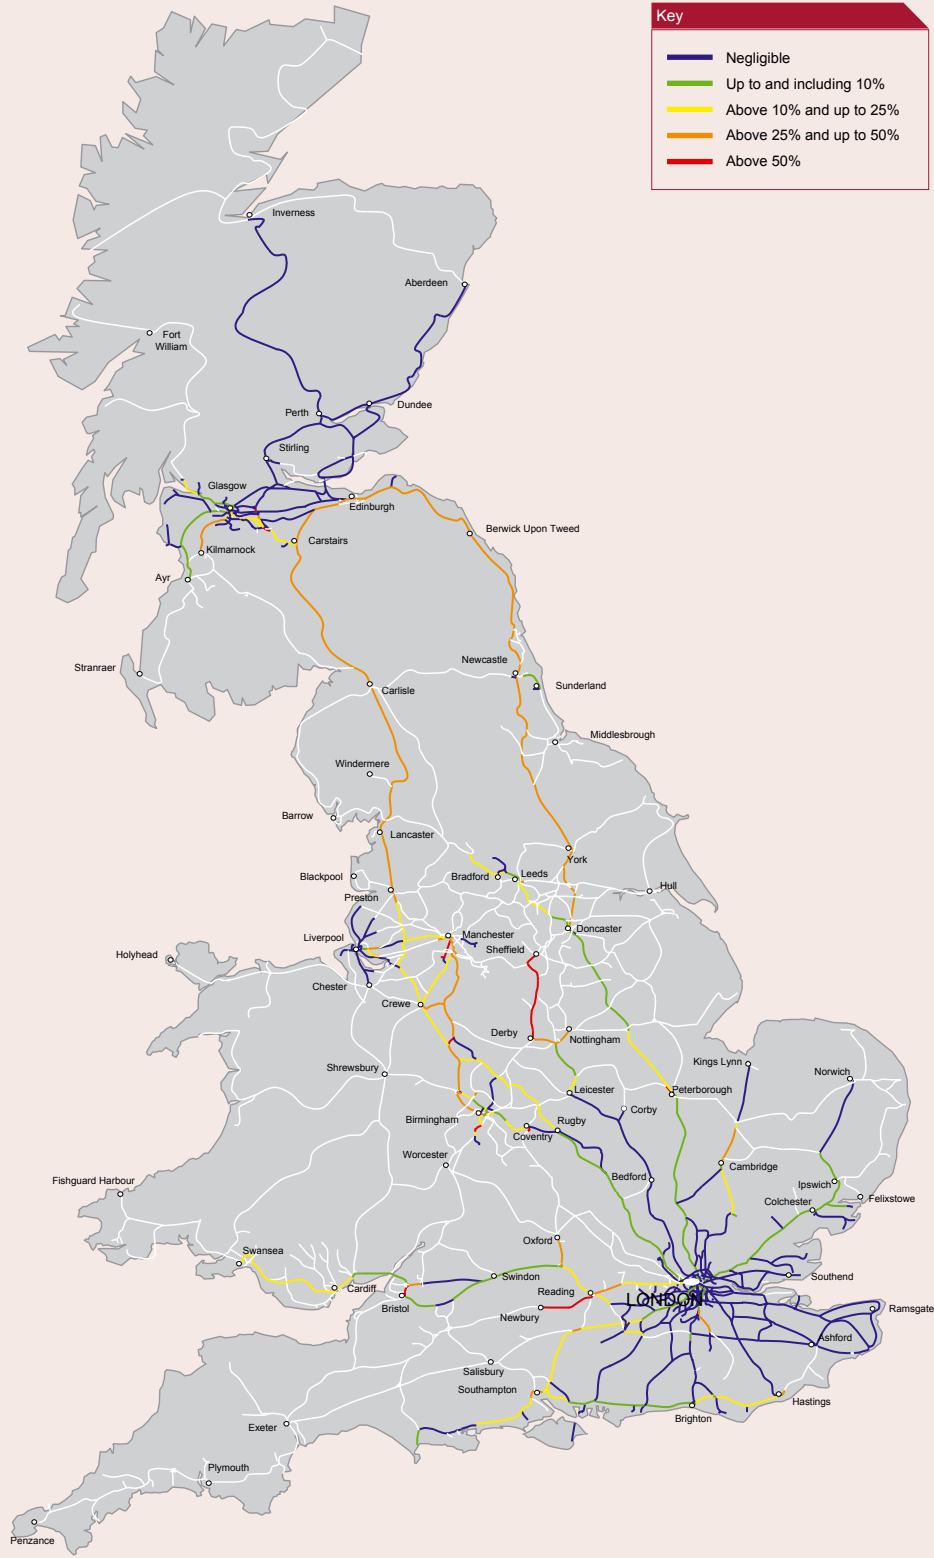 Key
Negligible
Up to and including 10%
Above 10% and up to 25%
Above 25% and up to 50%
Above 50%
Inverness
Aberdeen
Fort
William
Dundee
Perth
Stirling
Glasgow
Edinburgh
Berwick Upon Tweed
Carstairs
Kilmarnock
Ayr
Newcastle
Stranraer
Sunderland
Carlisle
Middlesbrough
Windermere
Barrow
Lancaster
York
Bradford
Leeds
Blackpool
Hull
Preston
Doncaster
Manchester
Liverpool
Sheffield
Holyhead
Chester
Crewe
Derby
Nottingham
Kings Lynn
Shrewsbury
Norwich
Leicester
Peterborough
Corby
Birmingham
Rugby
Coventry
Worcester
Cambridge
Bedford
Fishguard Harbour
Ipswich
Felixstowe
Colchester
Oxford
Swansea
Swindon
Southend
Cardiff
Reading
LONDON
Bristol
Ramsgate
Newbury
Ashford
Salisbury
Southampton
Hastings
Brighton
Exeter
Plymouth
Penzance